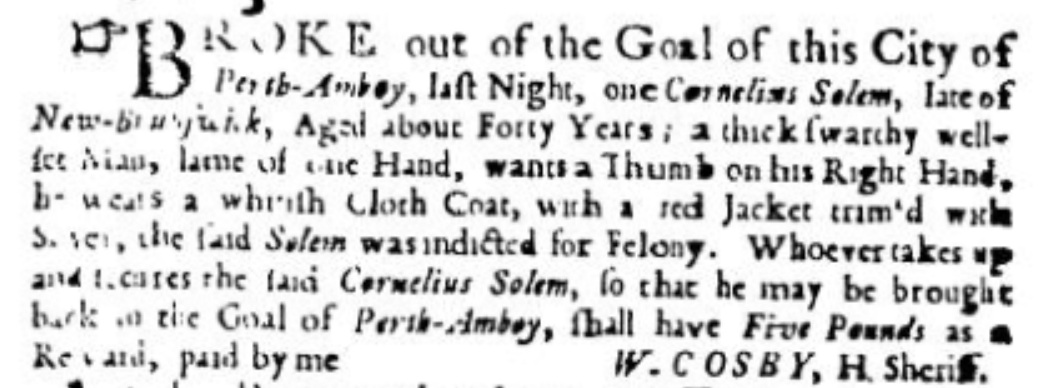 ☞BROKE out of the Goal of this City of
Perth-Amboy, laſt Night, one Cornelius Solem, late of
New-Brunſwick, Aged about Forty Years; a thick ſwarthy well-
ſet Man, lame of one Hand, wants a Thumb on his Right Hand,
he wears a whitiſh Cloth Coat, with a red Jacket trim'd with
Silver, the ſaid Solem was indicted for Felony. Whoever takes up
and ſecures the ſaid Cornelius Solem, ſo that he may be brought
back to the Goal of Perth-Amboy, ſhall have Five Pounds as a
Reward, paid by me W. COSBY, H. Sheriff.